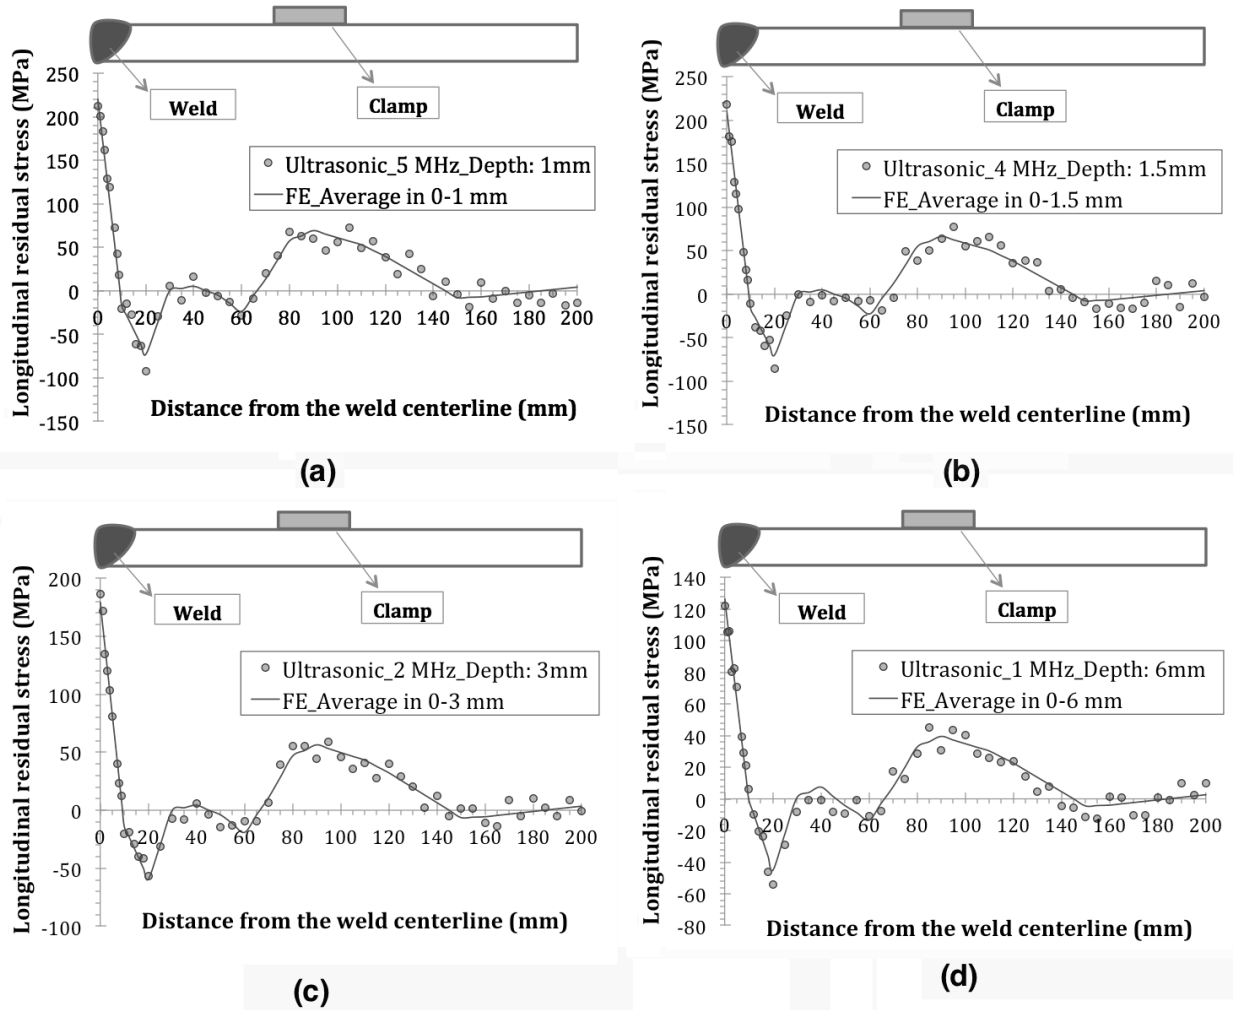 Weld
Clamp
Longitudinal residual stress (MPa)
250
200
150
100
50
0
-50
-100
-150
0 20 40 60 80 100 120 140 160 180 200
Ultrasonic_5 MHz_Depth: 1mm
FE_Average in 0-1 mm
Distance from the weld centerline (mm)
(a)
Weld
Clamp
Longitudinal residual stress (MPa)
250
200
150
100
50
0
-50
-100
-150
0 20 40 60 80 100 120 140 160 180 200
Ultrasonic_4 MHz_Depth: 1.5mm
FE_Average in 0-1.5 mm
Distance from the weld centerline (mm)
(b)
Weld
Clamp
Longitudinal residual stress (MPa)
200
150
100
50
0
-50
-100
0 20 40 60 80 100 120 140 160 180 200
Ultrasonic_2 MHz_Depth: 3mm
FE_Average in 0-3 mm
Distance from the weld centerline (mm)
(c)
Weld
Clamp
Longitudinal residual stress (MPa)
140
120
100
80
60
40
20
0
-20
-40
-60
-80
0 20 40 60 80 100 120 140 160 180 200
Ultrasonic_1 MHz_Depth: 6mm
FE_Average in 0-6 mm
Distance from the weld centerline (mm)
(d)